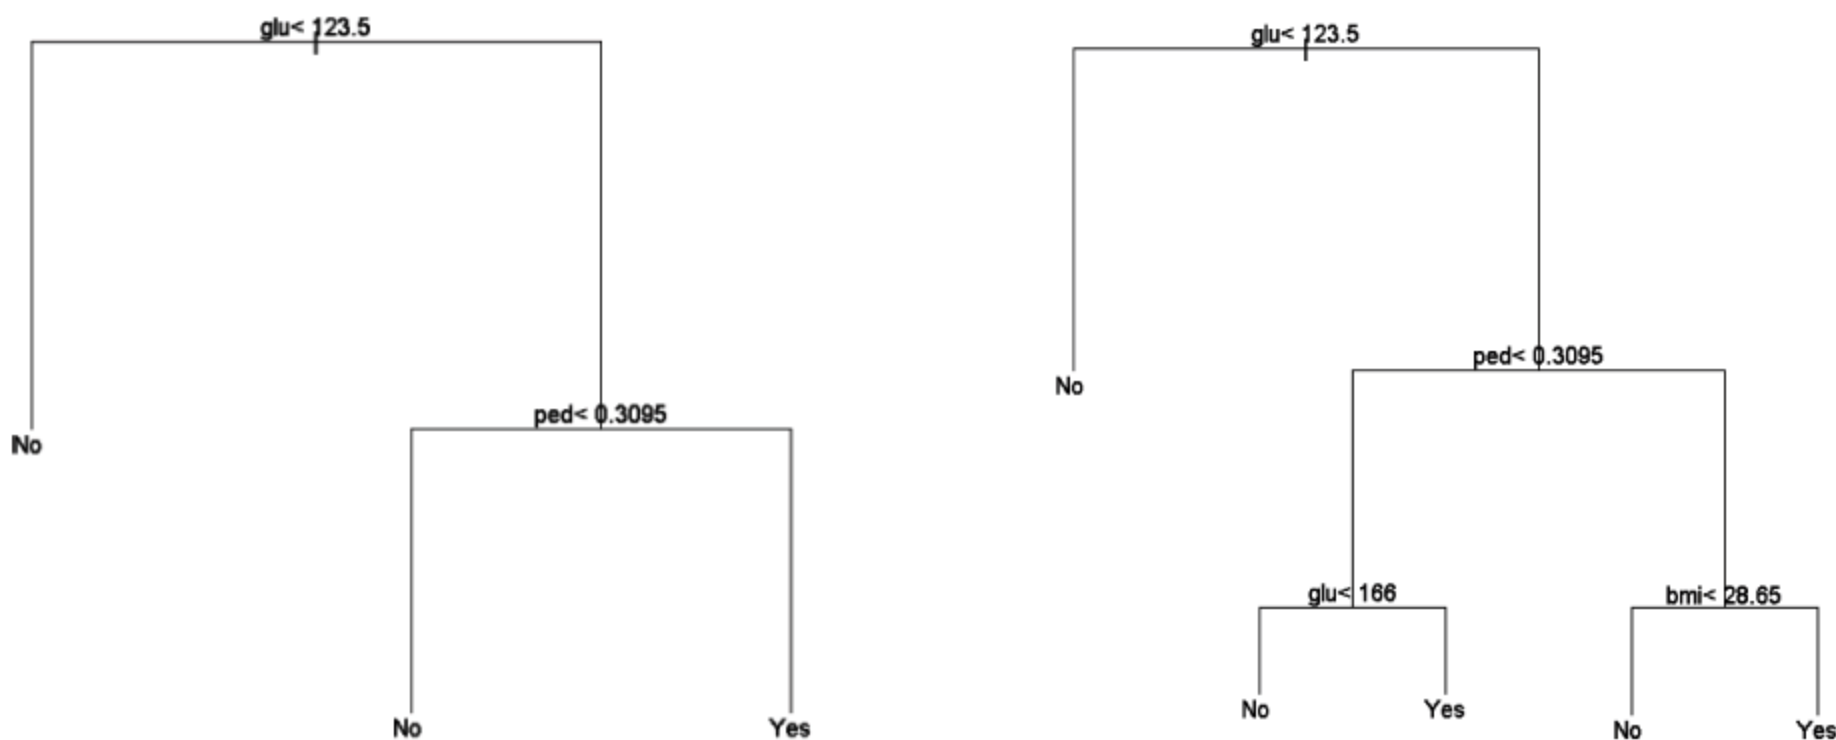 glu< 123.5
No
ped< 0.3095
No
Yes
glu< 123.5
No
ped< 0.3095
glu< 166
bmi< 28.65
No
Yes
No
Yes